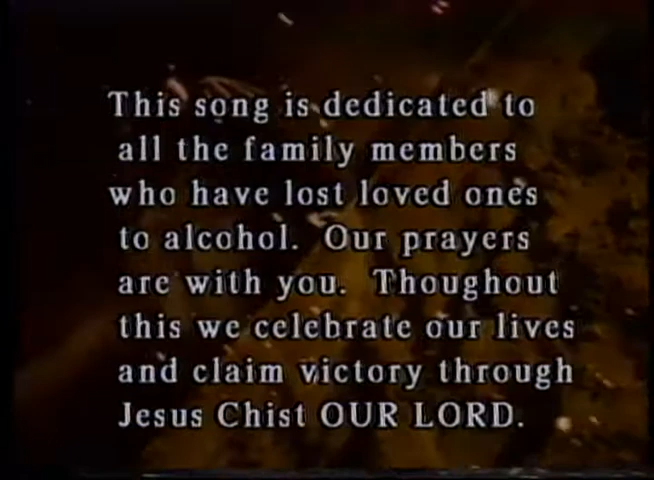 This song is dedicated to
all the family members
who have lost loved ones
to alcohol. Our prayers
are with you. Thoughout
this we celebrate our lives
and claim victory through
Jesus Chist OUR LORD.